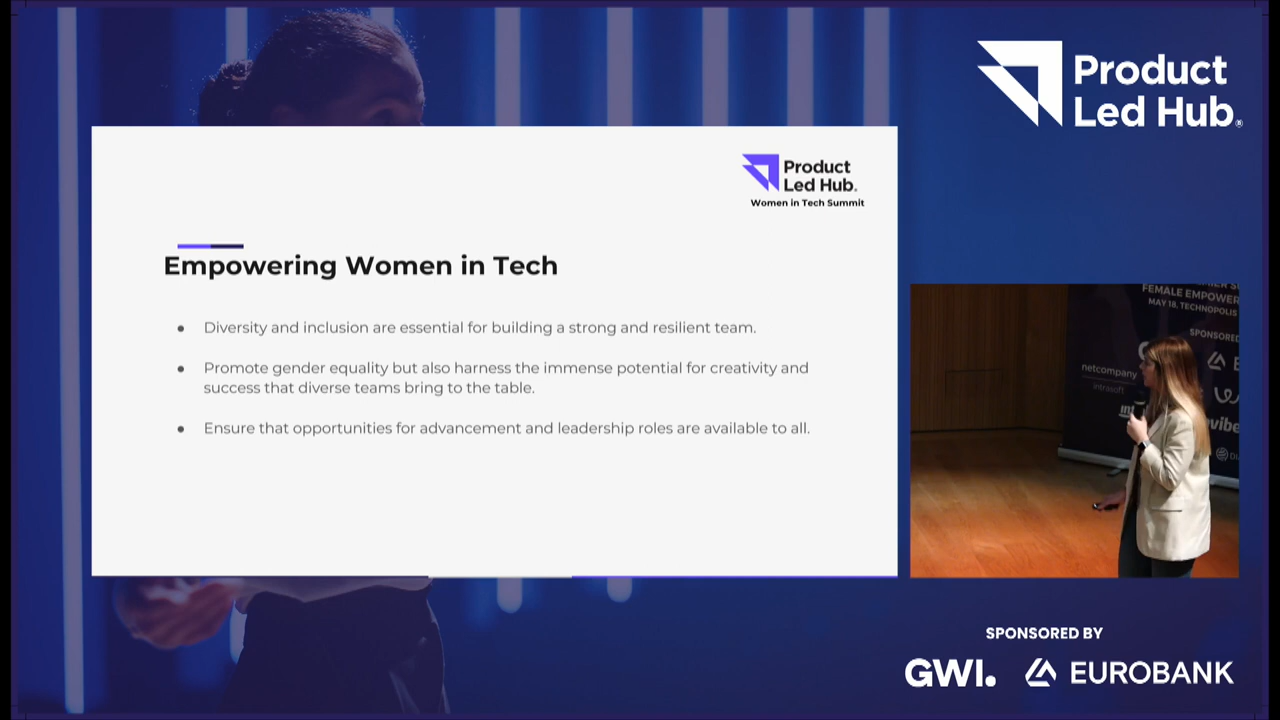 Product
Led Hub®
Product
Led Hub.
Women in Tech Summit
Empowering Women in Tech
● Diversity and inclusion are essential for building a strong and resilient team.
● Promote gender equality but also harness the immense potential for creativity and
success that diverse teams bring to the table.
● Ensure that opportunities for advancement and leadership roles are available to all.
FEMALE EMPOWER
MAY 18, TECHNOPOLIS
SPONSORED
netcompany
intrasoft
SPONSORED BY
GWI.
EUROBANK